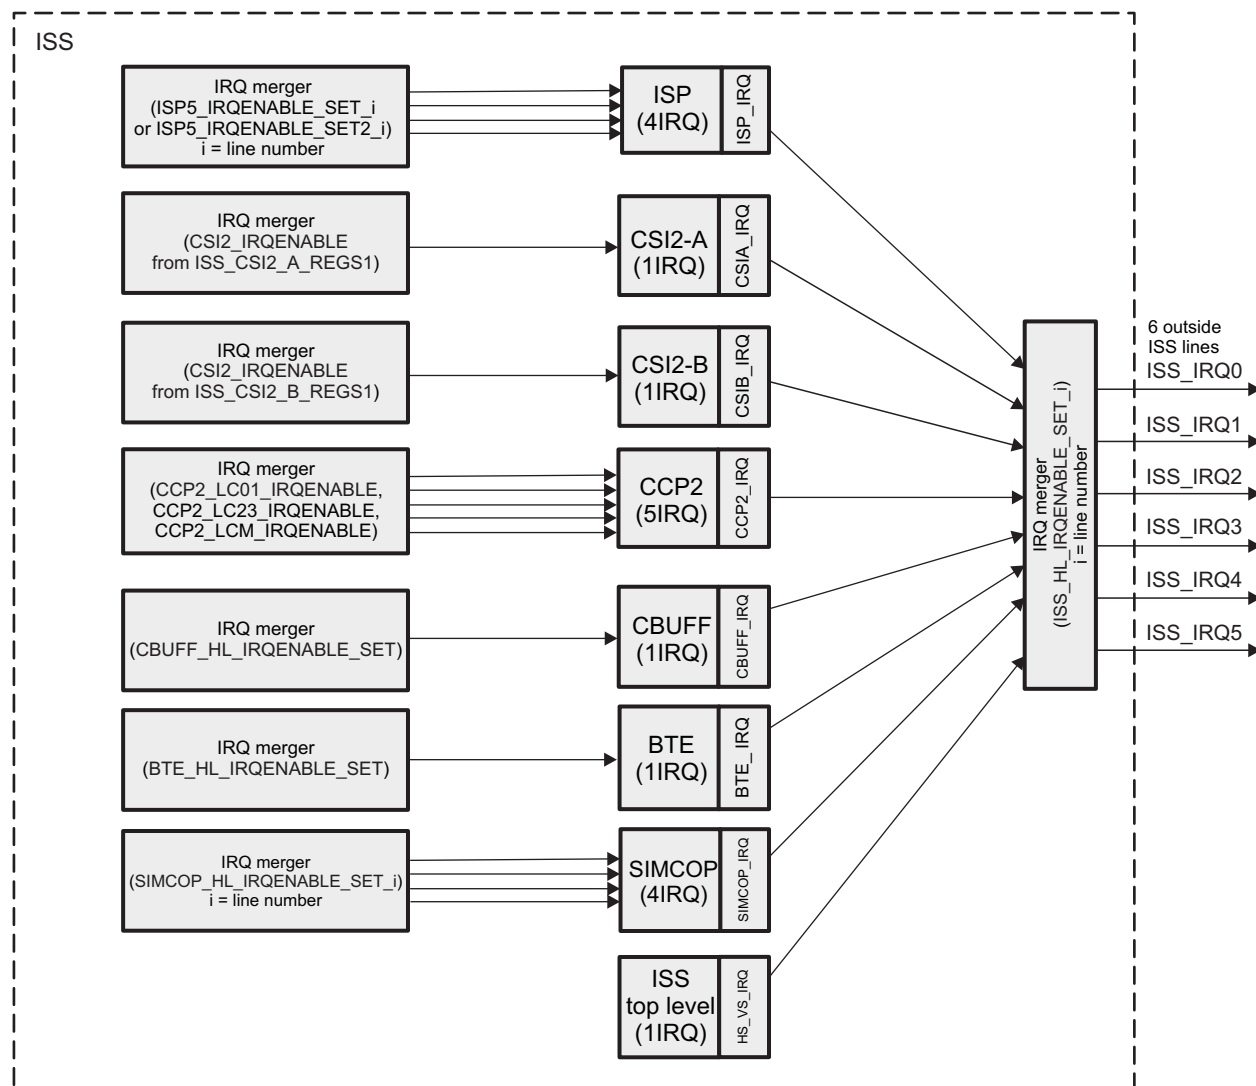 ISS
IRQ merger
(ISP5_IRQENABLE_SET_i
or ISP5_IRQENABLE_SET2_i)
i = line number
ISP
(4IRQ)
ISP_IRQ
IRQ merger
(CSI2_IRQENABLE
from ISS_CSI2_A_REGS1)
CSI2-A
(1IRQ)
CSIA_IRQ
IRQ merger
(CSI2_IRQENABLE
from ISS_CSI2_B_REGS1)
CSI2-B
(1IRQ)
CSIB_IRQ
IRQ merger
(CCP2_LC01_IRQENABLE,
CCP2_LC23_IRQENABLE,
CCP2_LCM_IRQENABLE)
CCP2
(5IRQ)
CCP2_IRQ
IRQ merger
(CBUFF_HL_IRQENABLE_SET)
CBUFF
(1IRQ)
CBUFF_IRQ
IRQ merger
(BTE_HL_IRQENABLE_SET)
BTE
(1IRQ)
BTE_IRQ
IRQ merger
(SIMCOP_HL_IRQENABLE_SET_i)
i = line number
SIMCOP
(4IRQ)
SIMCOP_IRQ
ISS
top level
(1IRQ)
HS_VS_IRQ
IRQ merger
(ISS_HL_IRQENABLE_SET_i)
i = line number
6 outside
ISS lines
ISS_IRQ0
ISS_IRQ1
ISS_IRQ2
ISS_IRQ3
ISS_IRQ4
ISS_IRQ5